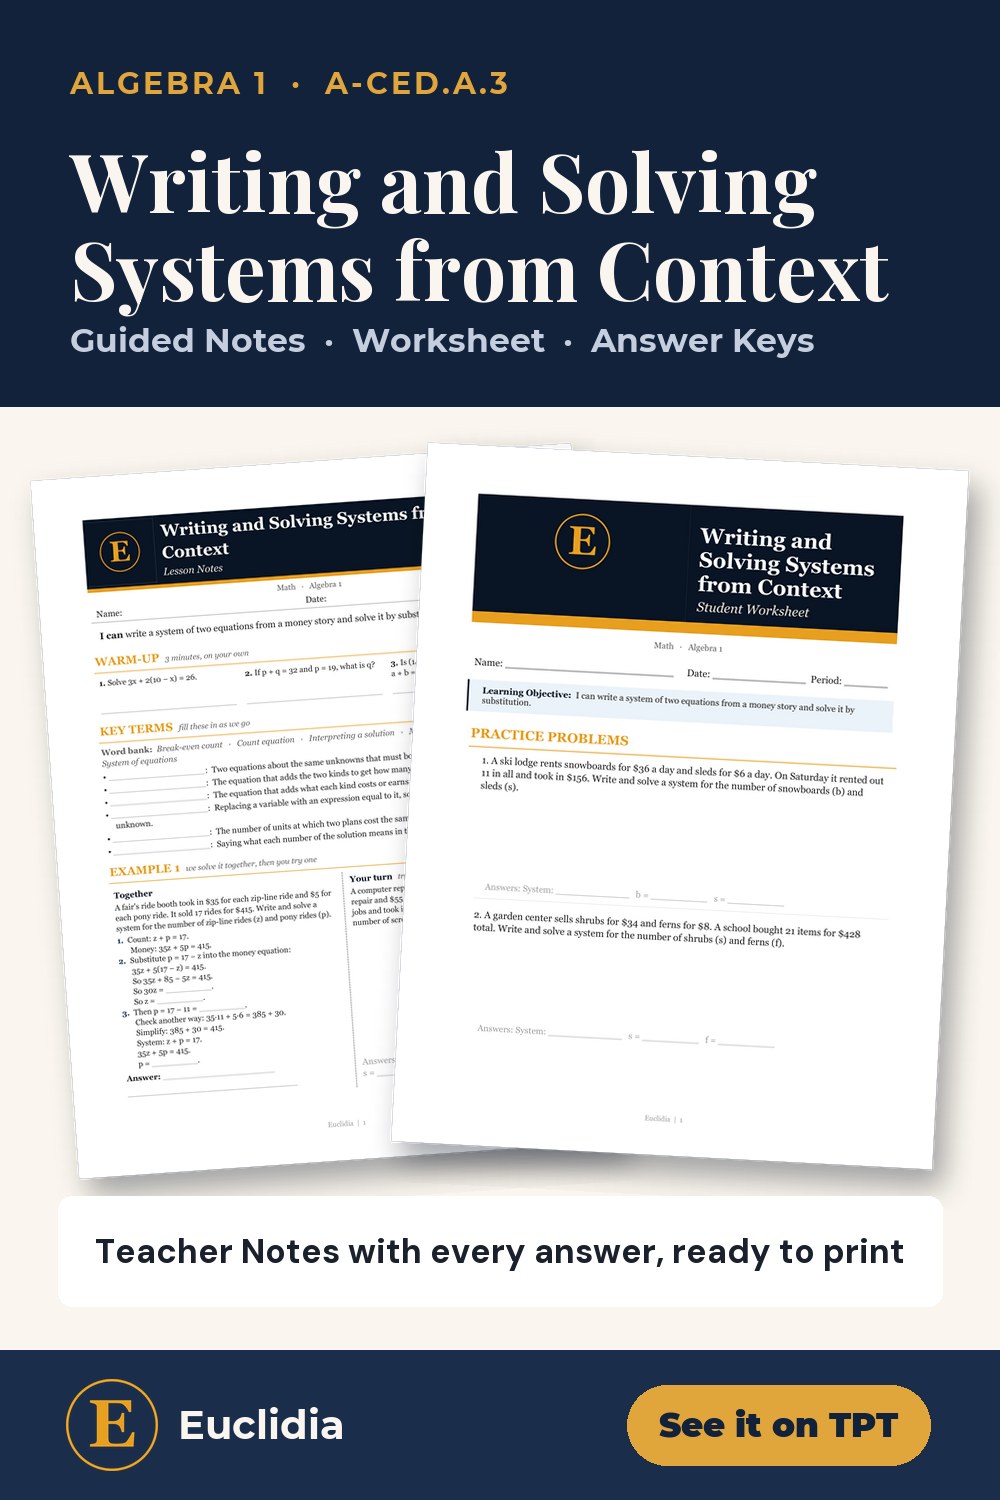 ALGEBRA 1 · A-CED.A.3
Writing and Solving
Systems from Context
Guided Notes · Worksheet · Answer Keys
E
Writing and Solving Systems fr
Context
Lesson Notes
Math · Algebra 1
Name:
Date:
I can write a system of two equations from a money story and solve it by subst
WARM-UP 3 minutes, on your own
1. Solve 3x + 2(10 − x) = 26.
2. If p + q = 32 and p = 19, what is q?
3. Is (1,
a + b =
KEY TERMS fill these in as we go
Word bank: Break-even count · Count equation · Interpreting a solution ·
System of equations
• : Two equations about the same unknowns that must bo
• : The equation that adds the two kinds to get how many
• : The equation that adds what each kind costs or earns
• : Replacing a variable with an expression equal to it, so
unknown.
• : The number of units at which two plans cost the sam
• : Saying what each number of the solution means in t
EXAMPLE 1 we solve it together, then you try one
Together
A fair's ride booth took in $35 for each zip-line ride and $5 for
each pony ride. It sold 17 rides for $415. Write and solve a
system for the number of zip-line rides (z) and pony rides (p).
1. Count: z + p = 17.
Money: 35z + 5p = 415.
2. Substitute p = 17 − z into the money equation:
35z + 5(17 − z) = 415.
So 35z + 85 − 5z = 415.
So 30z = ___.
So z = ___.
3. Then p = 17 − 11 = ___.
Check another way: 35·11 + 5·6 = 385 + 30.
Simplify: 385 + 30 = 415.
System: z + p = 17.
35z + 5p = 415.
p = ___.
Answer:
Your turn
A computer rep
repair and $55
jobs and took i
number of scr
Answers
s =
Euclidia | 1
E
Writing and
Solving Systems
from Context
Student Worksheet
Math · Algebra 1
Name: Date: Period:
Learning Objective: I can write a system of two equations from a money story and solve it by
substitution.
PRACTICE PROBLEMS
1. A ski lodge rents snowboards for $36 a day and sleds for $6 a day. On Saturday it rented out
11 in all and took in $156. Write and solve a system for the number of snowboards (b) and
sleds (s).
Answers: System: b = s =
2. A garden center sells shrubs for $34 and ferns for $8. A school bought 21 items for $428
total. Write and solve a system for the number of shrubs (s) and ferns (f).
Answers: System: s = f =
Euclidia | 1
Teacher Notes with every answer, ready to print
E
Euclidia
See it on TPT